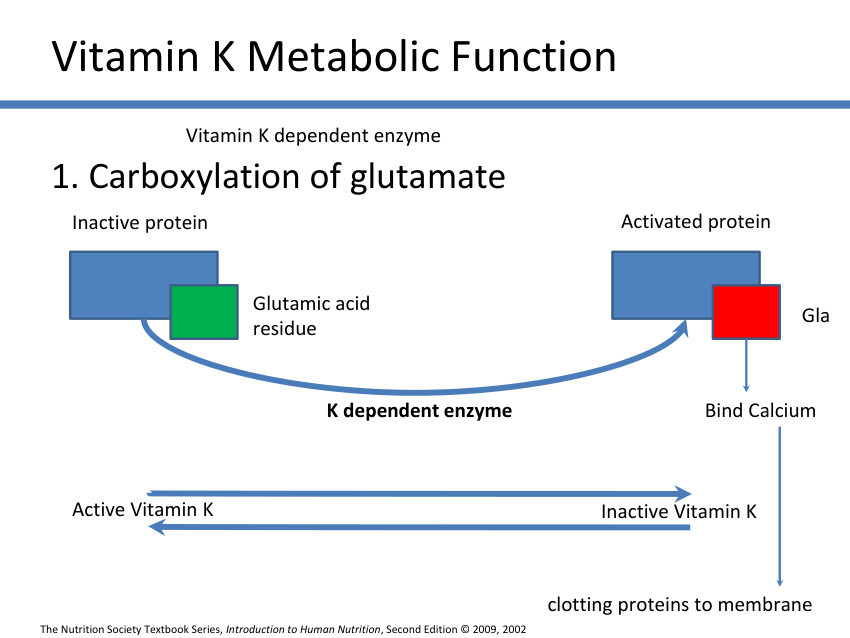 Vitamin K Metabolic Function
Vitamin K dependent enzyme
1. Carboxylation of glutamate
Inactive protein
Activated protein
Glutamic acid
residue
Gla
K dependent enzyme
Bind Calcium
Active Vitamin K
Inactive Vitamin K
clotting proteins to membrane
The Nutrition Society Textbook Series, Introduction to Human Nutrition, Second Edition © 2009, 2002